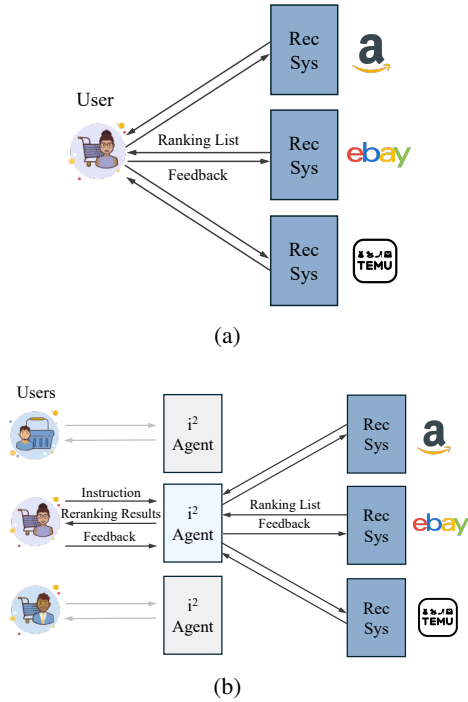 Rec
Sys
a
User
Ranking List
Feedback
Rec
Sys
ebay
Rec
Sys
TEMU
(a)
Users
i²
Agent
Rec
Sys
a
Instruction
Reranking Results
Feedback
i²
Agent
Ranking List
Feedback
Rec
Sys
ebay
i²
Agent
Rec
Sys
TEMU
(b)